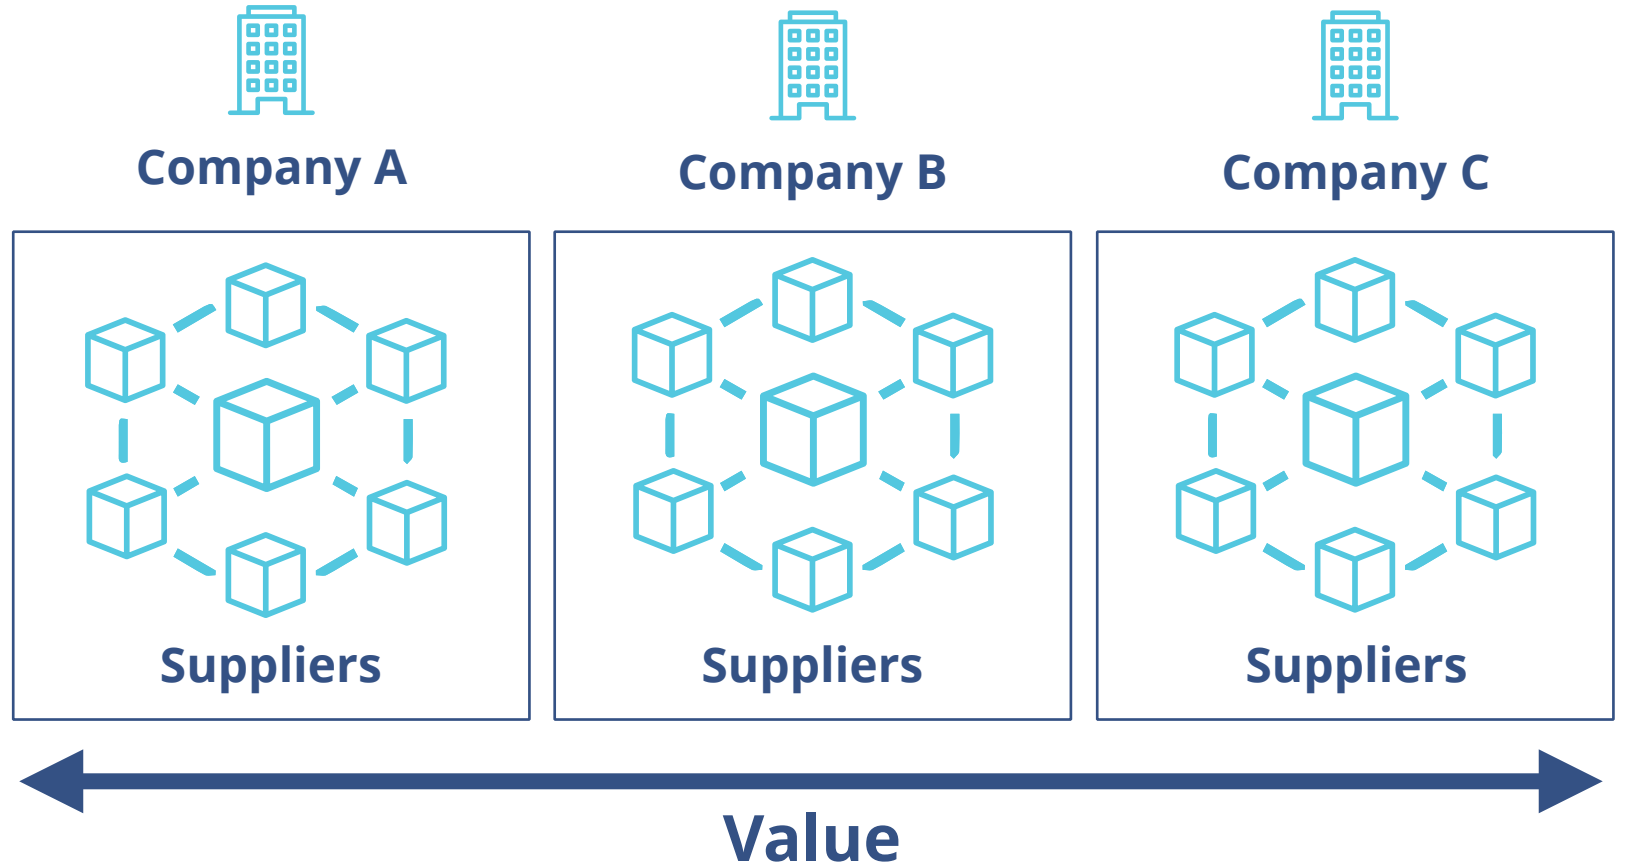 Company A
Company B
Company C
Suppliers
Suppliers
Suppliers
Value